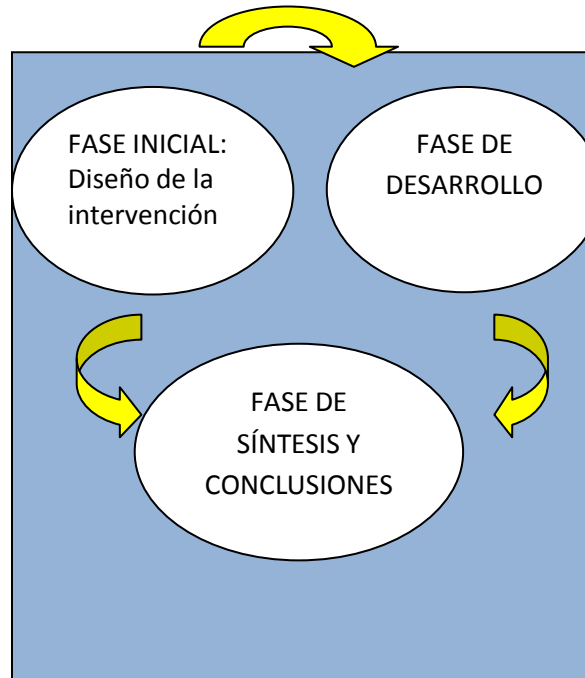 FASE INICIAL:
Diseño de la
intervención
FASE DE
DESARROLLO
FASE DE
SÍNTESIS Y
CONCLUSIONES